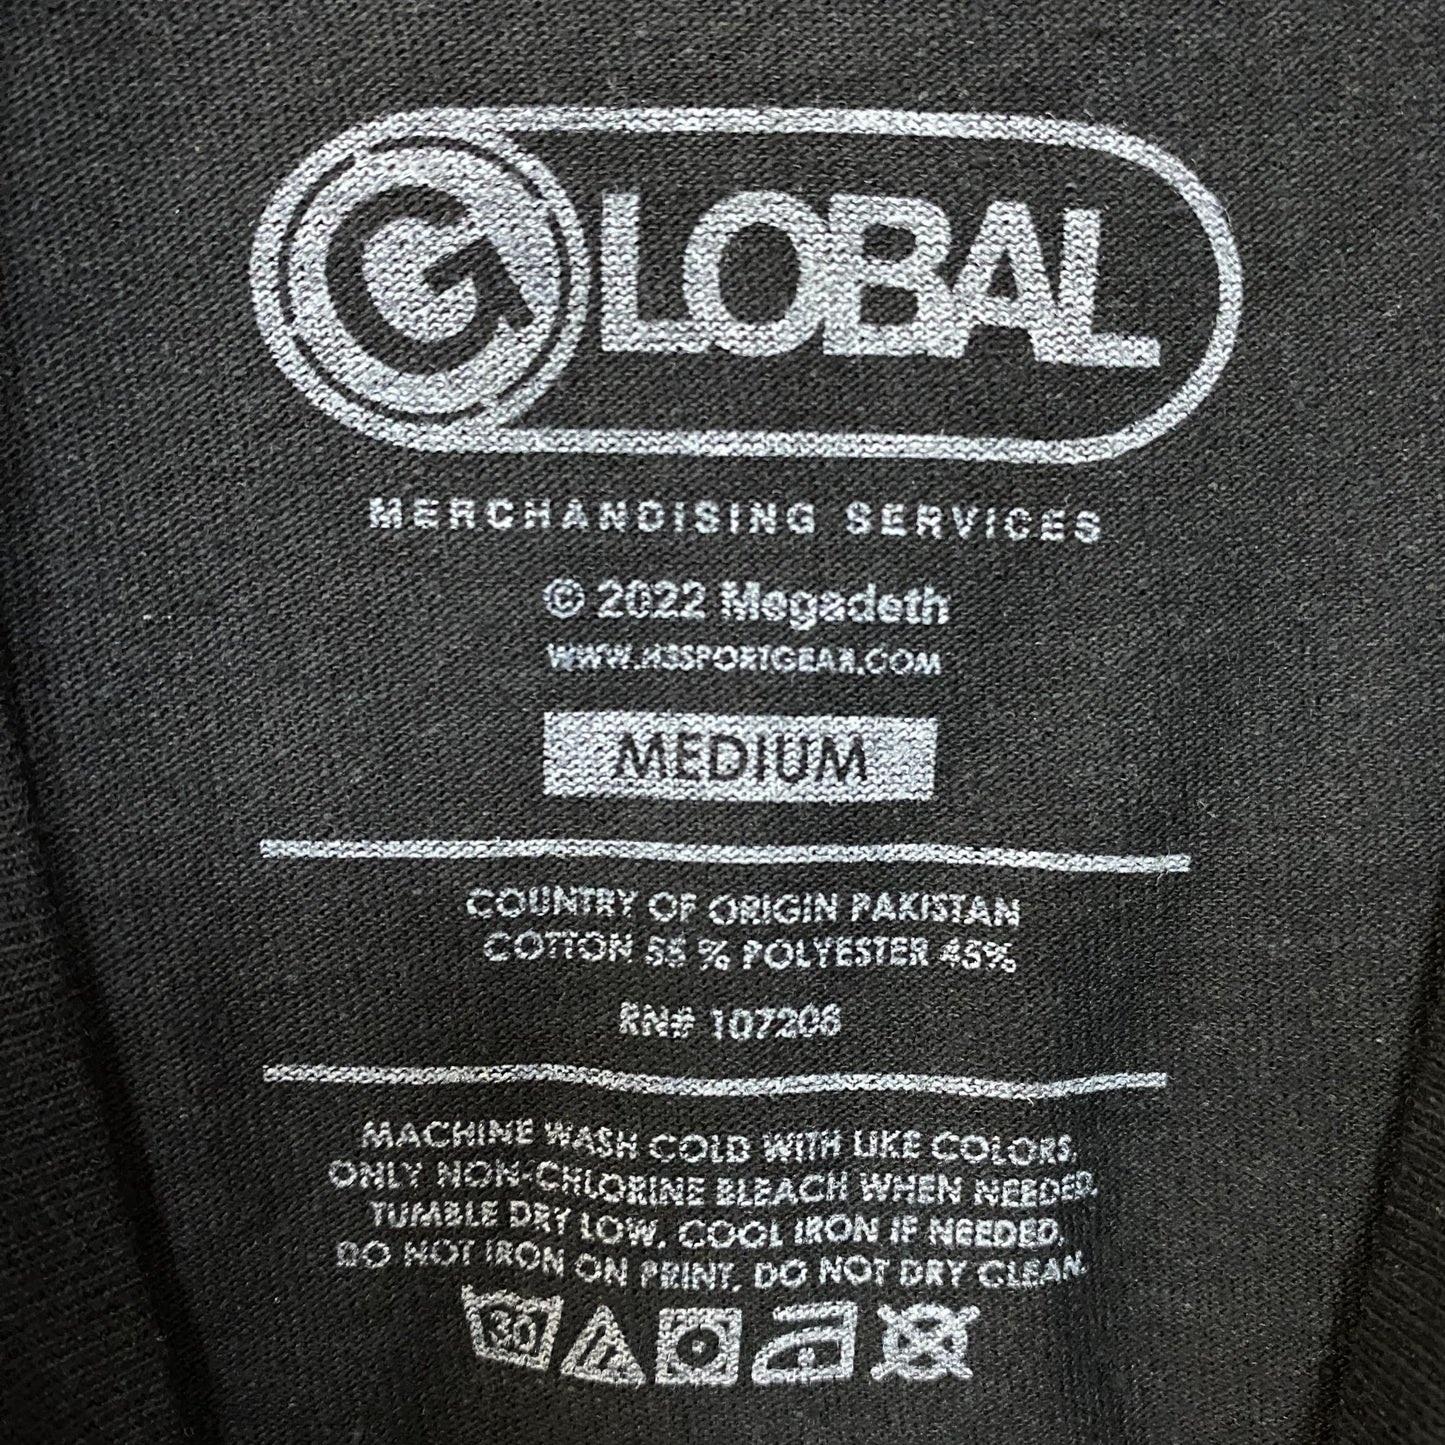 GLOBAL
MERCHANDISING SERVICES
© 2022 Megadeth
WWW.H3SPORTGEAR.COM
MEDIUM
COUNTRY OF ORIGIN PAKISTAN
COTTON 55 % POLYESTER 45%
RN# 107206
MACHINE WASH COLD WITH LIKE COLORS.
ONLY NON-CHLORINE BLEACH WHEN NEEDED.
TUMBLE DRY LOW. COOL IRON IF NEEDED.
DO NOT IRON ON PRINT. DO NOT DRY CLEAN.
30